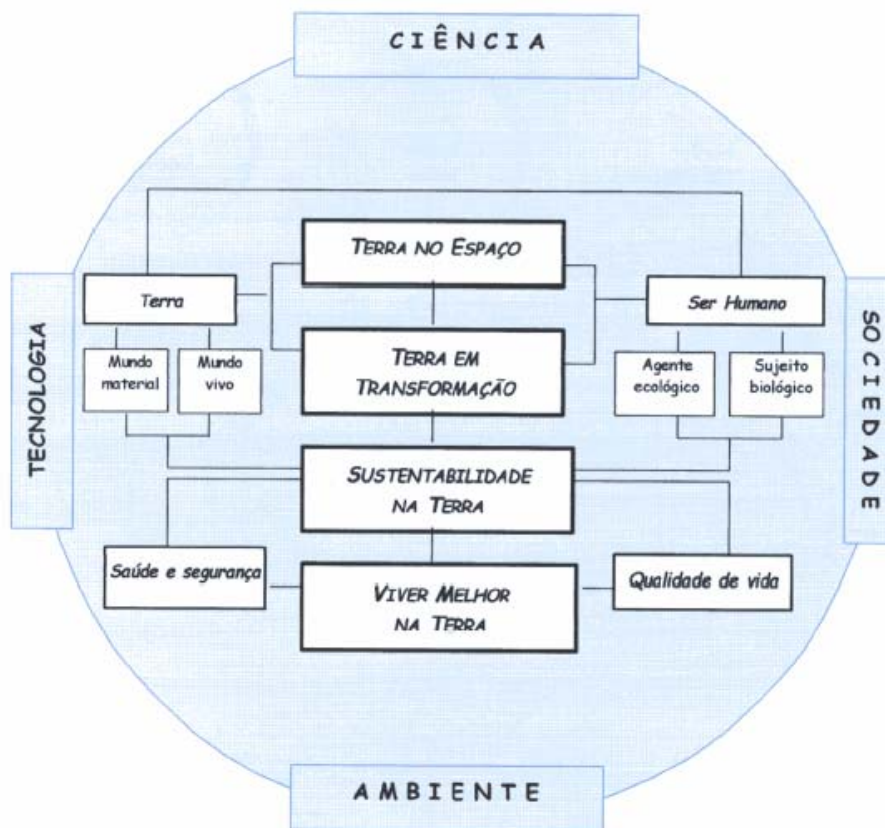 CIÊNCIA
TERRA NO ESPAÇO
Terra
Ser Humano
TECNOLOGIA
SOCIEDADE
Mundo
material
Mundo
vivo
TERRA EM
TRANSFORMAÇÃO
Agente
ecológico
Sujeito
biológico
SUSTENTABILIDADE
NA TERRA
Saúde e segurança
VIVER MELHOR
NA TERRA
Qualidade de vida
AMBIENTE